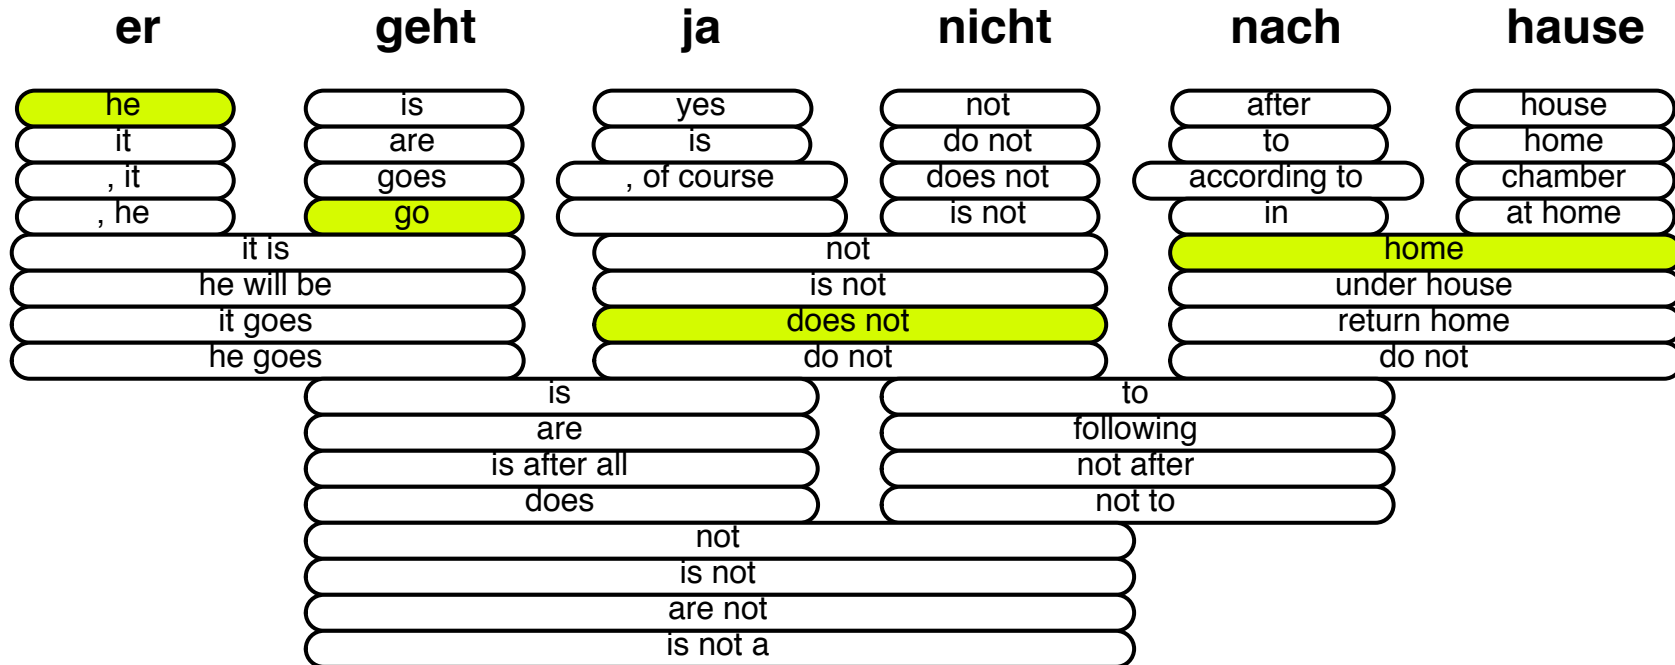 er geht ja nicht nach hause
he is yes not after house
it are is do not to home
, it goes , of course does not according to chamber
, he go is not in at home
it is not home
he will be is not under house
it goes does not return home
he goes do not do not
is to
are following
is after all not after
does not to
not
is not
are not
is not a